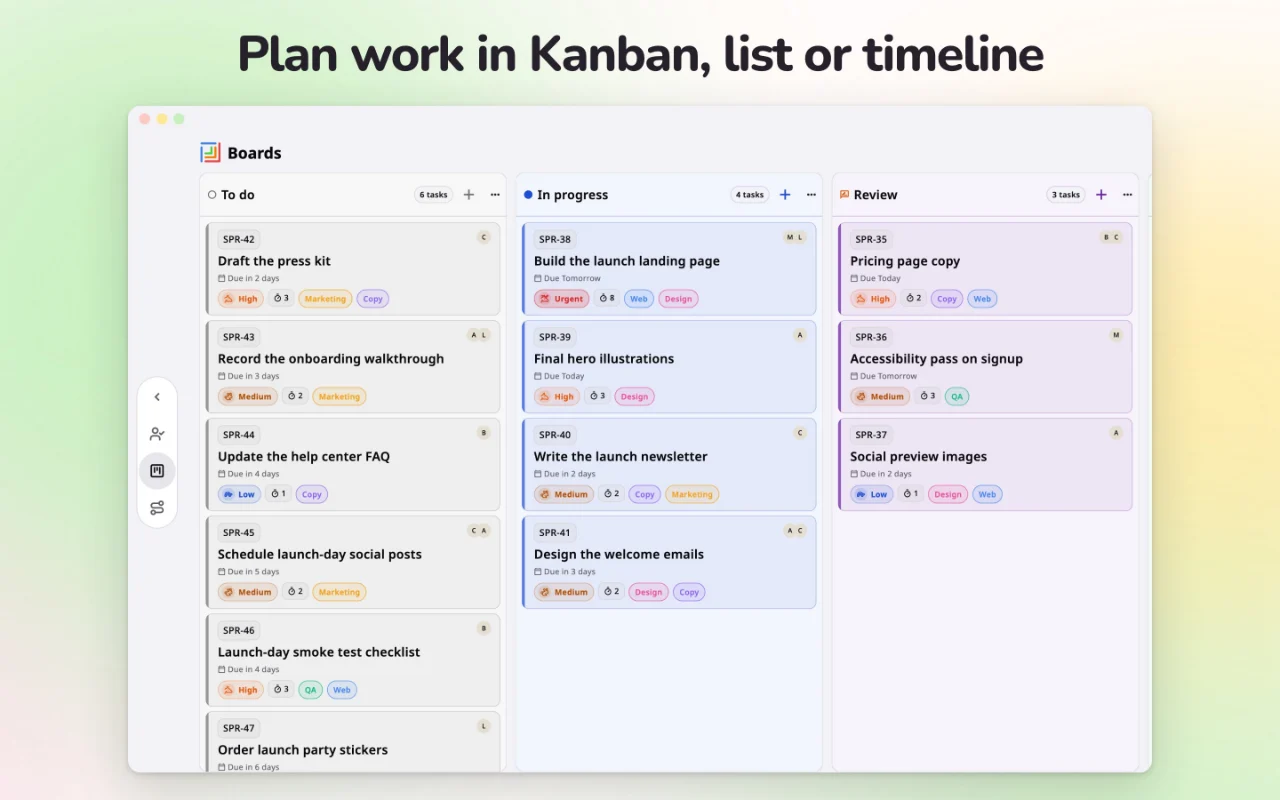 Plan work in Kanban, list or timeline
Boards
To do
6 tasks
SPR-42
C
Draft the press kit
Due in 2 days
High 3 Marketing Copy
SPR-43
A L
Record the onboarding walkthrough
Due in 3 days
Medium 2 Marketing
SPR-44
B
Update the help center FAQ
Due in 4 days
Low 1 Copy
SPR-45
C A
Schedule launch-day social posts
Due in 5 days
Medium 2 Marketing
SPR-46
B
Launch-day smoke test checklist
Due in 4 days
High 3 QA Web
SPR-47
L
Order launch party stickers
Due in 6 days
In progress
4 tasks
SPR-38
M L
Build the launch landing page
Due Tomorrow
Urgent 8 Web Design
SPR-39
A
Final hero illustrations
Due Today
High 3 Design
SPR-40
C
Write the launch newsletter
Due in 2 days
Medium 2 Copy Marketing
SPR-41
A C
Design the welcome emails
Due in 3 days
Medium 2 Design Copy
Review
3 tasks
SPR-35
B C
Pricing page copy
Due Today
High 2 Copy Web
SPR-36
M
Accessibility pass on signup
Due Tomorrow
Medium 3 QA
SPR-37
A
Social preview images
Due in 2 days
Low 1 Design Web